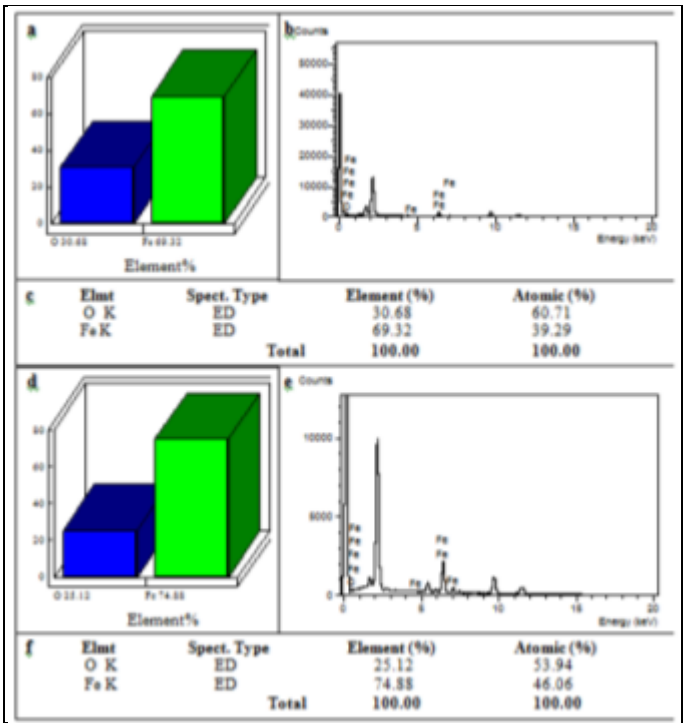 a
80
60
40
20
0
O 30.68 Fe 69.32
Element%
b Counts
50000
40000
30000
20000
10000
0
Fe
Fe
Fe Fe
Fe Fe
O Fe Fe
0 5 10 15 20
Energy (keV)
c Elmt Spect. Type Element (%) Atomic (%)
O K ED 30.68 60.71
Fe K ED 69.32 39.29
Total 100.00 100.00
d
80
60
40
20
0
O 25.12 Fe 74.88
Element%
e Counts
10000
5000
0
Fe
Fe Fe
Fe Fe
Fe
O Fe Fe
0 5 10 15 20
Energy (keV)
f Elmt Spect. Type Element (%) Atomic (%)
O K ED 25.12 53.94
Fe K ED 74.88 46.06
Total 100.00 100.00